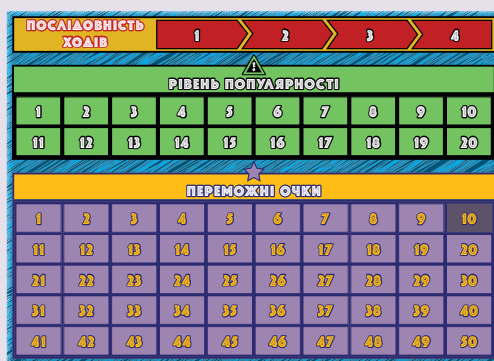 ПОСЛІДОВНІСТЬ
ХОДІВ
1 2 3 4
РІВЕНЬ ПОПУЛЯРНОСТІ
1 2 3 4 5 6 7 8 9 10
11 12 13 14 15 16 17 18 19 20
ПЕРЕМОЖНІ ОЧКИ
1 2 3 4 5 6 7 8 9 10
11 12 13 14 15 16 17 18 19 20
21 22 23 24 25 26 27 28 29 30
31 32 33 34 35 36 37 38 39 40
41 42 43 44 45 46 47 48 49 50